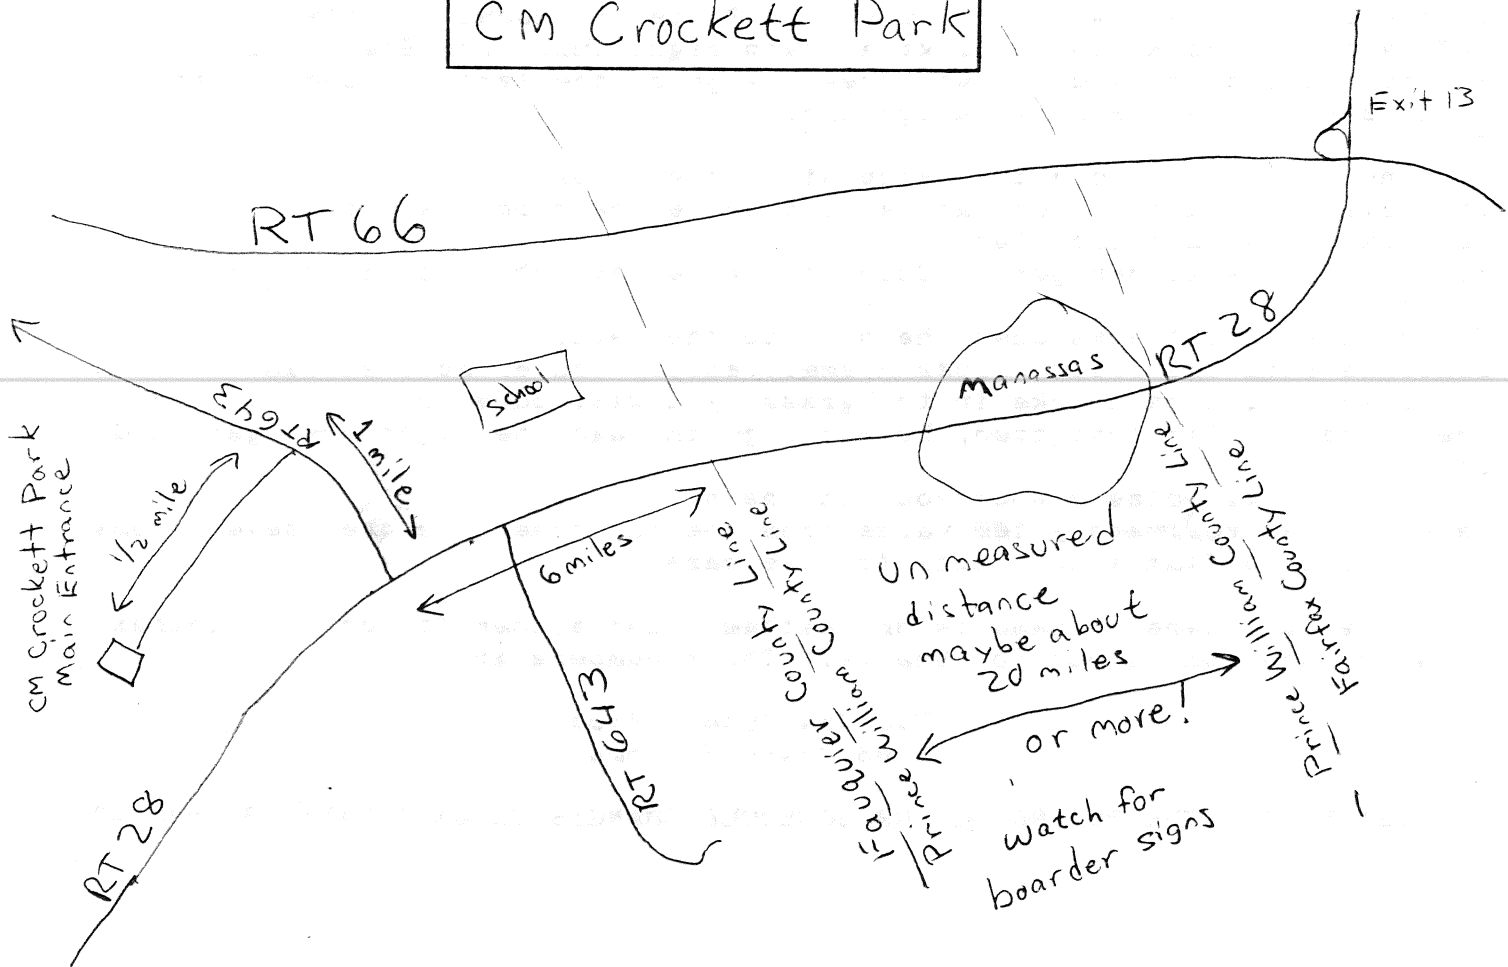 CM Crockett Park
Exit 13
RT 66
RT 28
Manassas
School
RT 643
1 mile
1/2 mile
CM Crockett Park
Main Entrance
6 miles
RT 643
RT 28
Fauquier County Line
Prince William County Line
Un measured
distance
maybe about
20 miles
or more!
watch for
boarder signs
Prince William County Line
Fairfax County Line